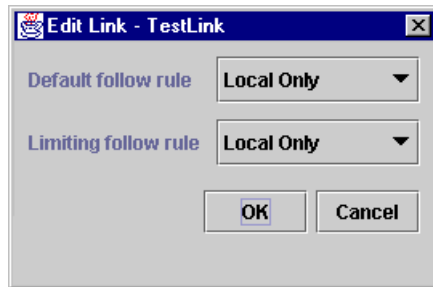 Edit Link - TestLink
Default follow rule Local Only
Limiting follow rule Local Only
OK Cancel